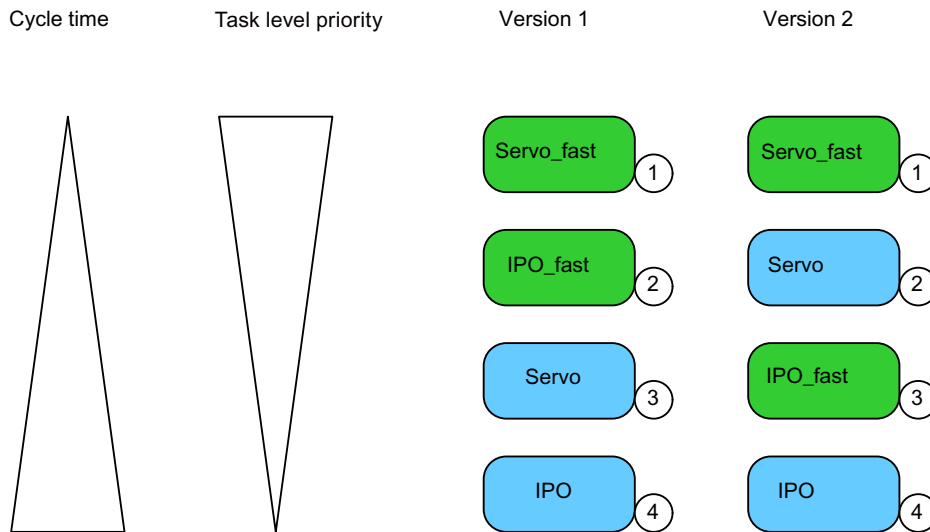 Cycle time
Task level priority
Version 1
Version 2
Servo_fast
1
Servo_fast
1
IPO_fast
2
Servo
2
Servo
3
IPO_fast
3
IPO
4
IPO
4